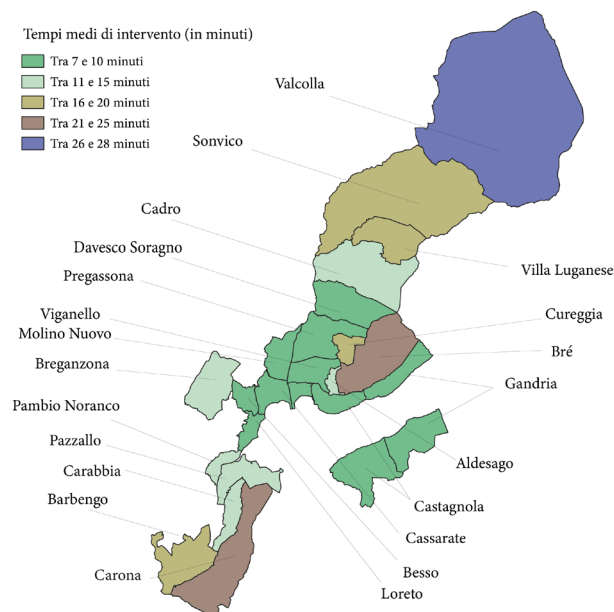 Tempi medi di intervento (in minuti)
Tra 7 e 10 minuti
Tra 11 e 15 minuti
Tra 16 e 20 minuti
Tra 21 e 25 minuti
Tra 26 e 28 minuti
Valcolla
Sonvico
Cadro
Davesco Soragno
Villa Luganese
Pregassona
Viganello
Cureggia
Molino Nuovo
Bré
Breganzona
Gandria
Pambio Noranco
Pazzallo
Aldesago
Carabbia
Barbengo
Castagnola
Cassarate
Carona
Besso
Loreto